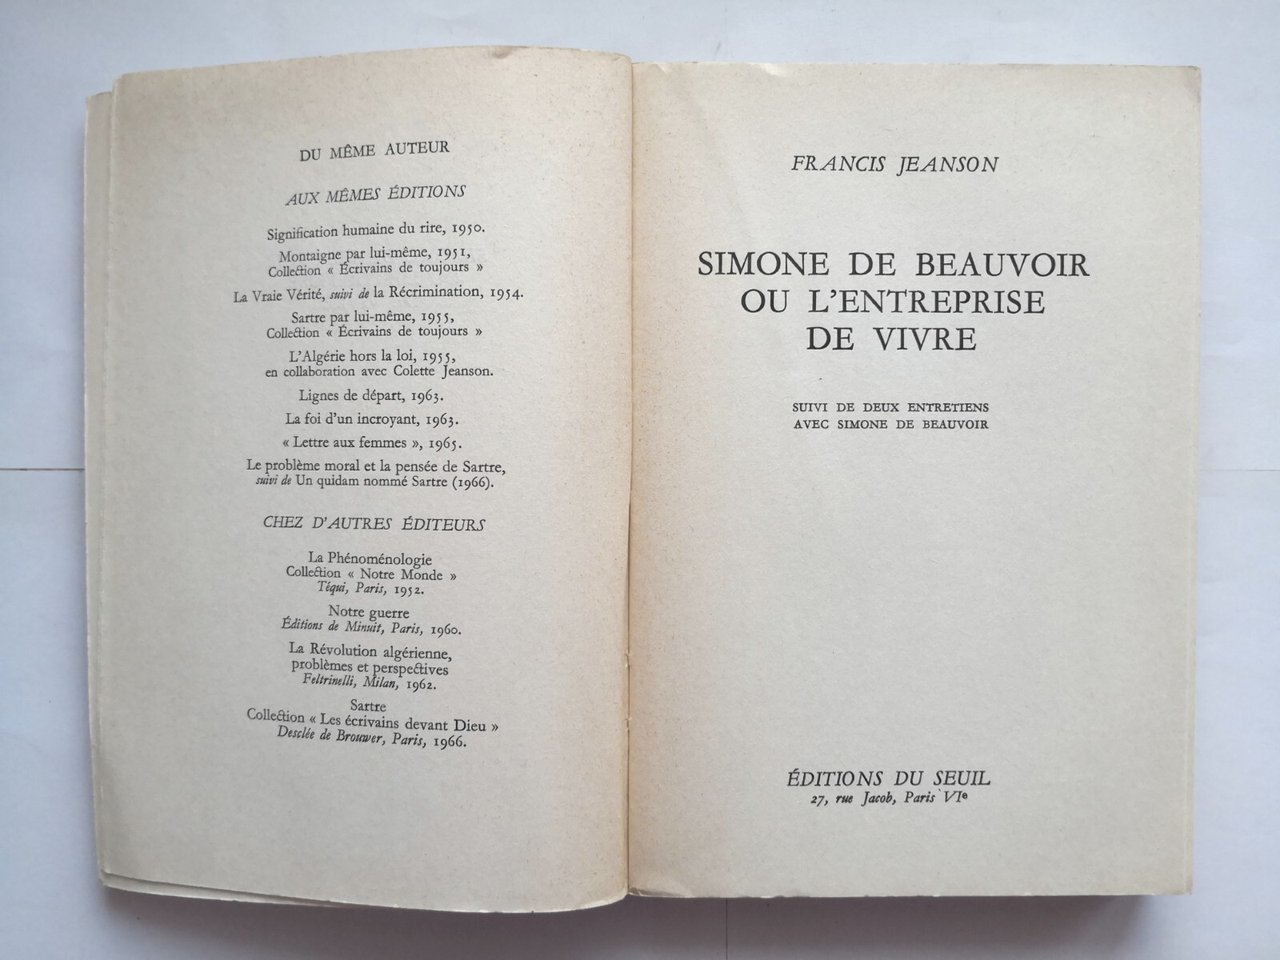 DU MÊME AUTEUR
AUX MÊMES ÉDITIONS
Signification humaine du rire, 1950.
Montaigne par lui-même, 1951,
Collection « Écrivains de toujours »
La Vraie Vérité, suivi de la Récrimination, 1954.
Sartre par lui-même, 1955,
Collection « Écrivains de toujours »
L'Algérie hors la loi, 1955,
en collaboration avec Colette Jeanson.
Lignes de départ, 1963.
La foi d'un incroyant, 1963.
« Lettre aux femmes », 1965.
Le problème moral et la pensée de Sartre,
suivi de Un quidam nommé Sartre (1966).
CHEZ D'AUTRES ÉDITEURS
La Phénoménologie
Collection « Notre Monde »
Téqui, Paris, 1952.
Notre guerre
Éditions de Minuit, Paris, 1960.
La Révolution algérienne,
problèmes et perspectives
Feltrinelli, Milan, 1962.
Sartre
Collection « Les écrivains devant Dieu »
Desclée de Brouwer, Paris, 1966.
FRANCIS JEANSON
SIMONE DE BEAUVOIR
OU L'ENTREPRISE
DE VIVRE
SUIVI DE DEUX ENTRETIENS
AVEC SIMONE DE BEAUVOIR
ÉDITIONS DU SEUIL
27, rue Jacob, Paris VIe